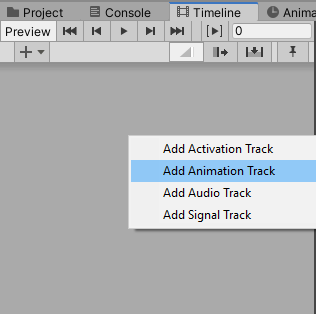 Project Console Timeline Anima
Preview 0
Add Activation Track
Add Animation Track
Add Audio Track
Add Signal Track